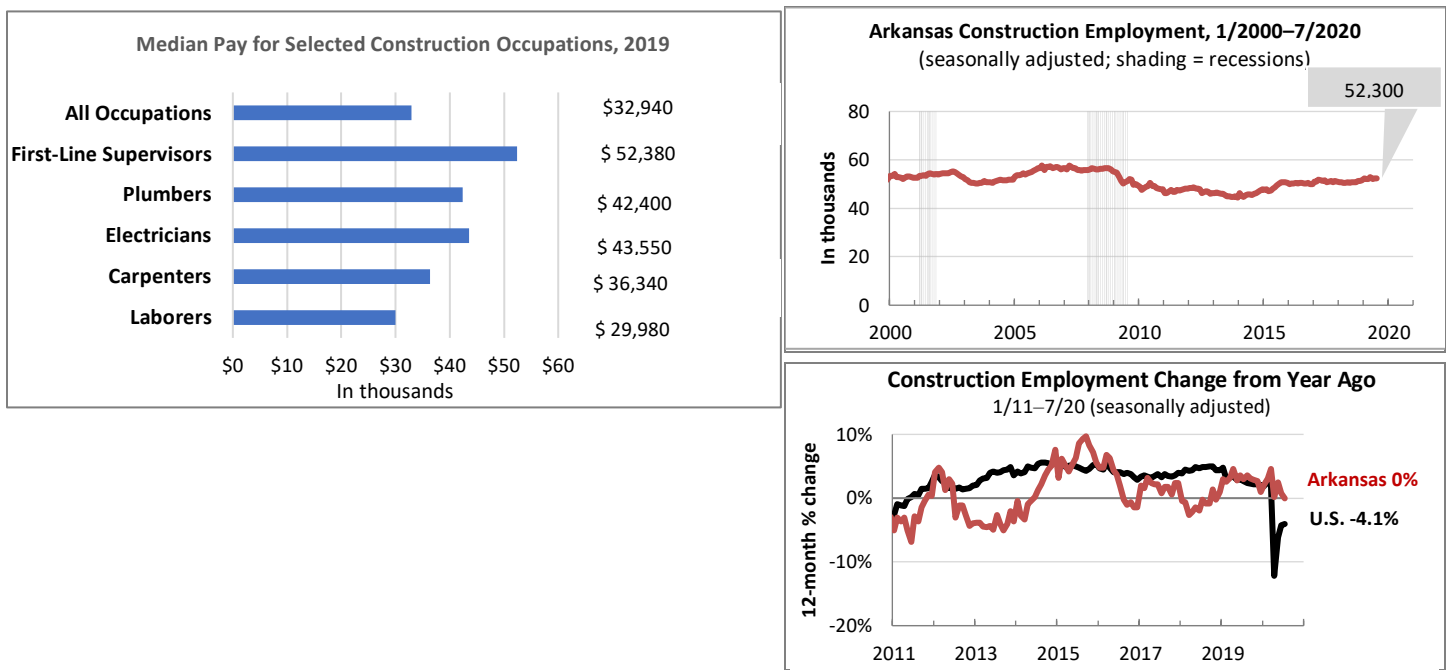 Median Pay for Selected Construction Occupations, 2019
All Occupations $32,940
First-Line Supervisors $ 52,380
Plumbers $ 42,400
Electricians $ 43,550
Carpenters $ 36,340
Laborers $ 29,980
$0 $10 $20 $30 $40 $50 $60
In thousands
Arkansas Construction Employment, 1/2000–7/2020
(seasonally adjusted; shading = recessions)
52,300
In thousands
80
60
40
20
0
2000 2005 2010 2015 2020
Construction Employment Change from Year Ago
1/11–7/20 (seasonally adjusted)
12-month % change
10%
0%
-10%
-20%
Arkansas 0%
U.S. -4.1%
2011 2013 2015 2017 2019